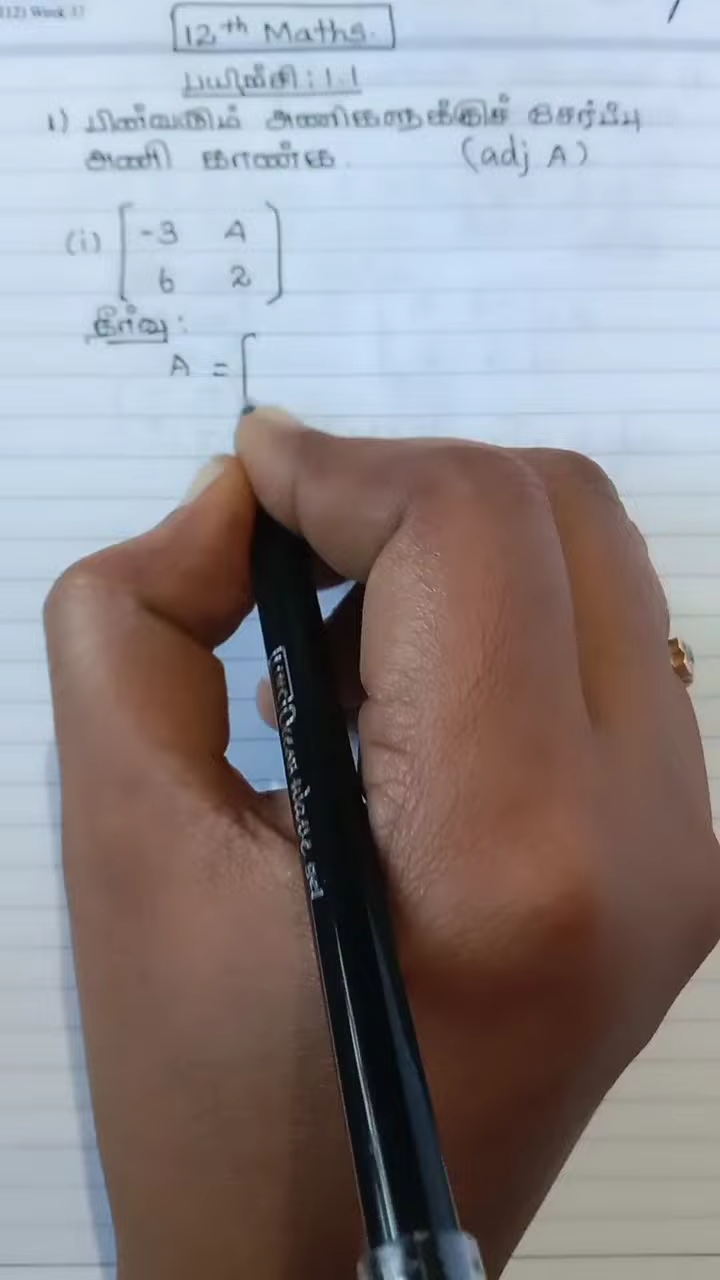 12th Maths.
பயிற்சி : 1.1
1) பின்வரும் அணிகளுக்குச் சேர்ப்பு
அணி காண்க. (adj A)
(i) [ -3 4
6 2 ]
தீர்வு :
A = [